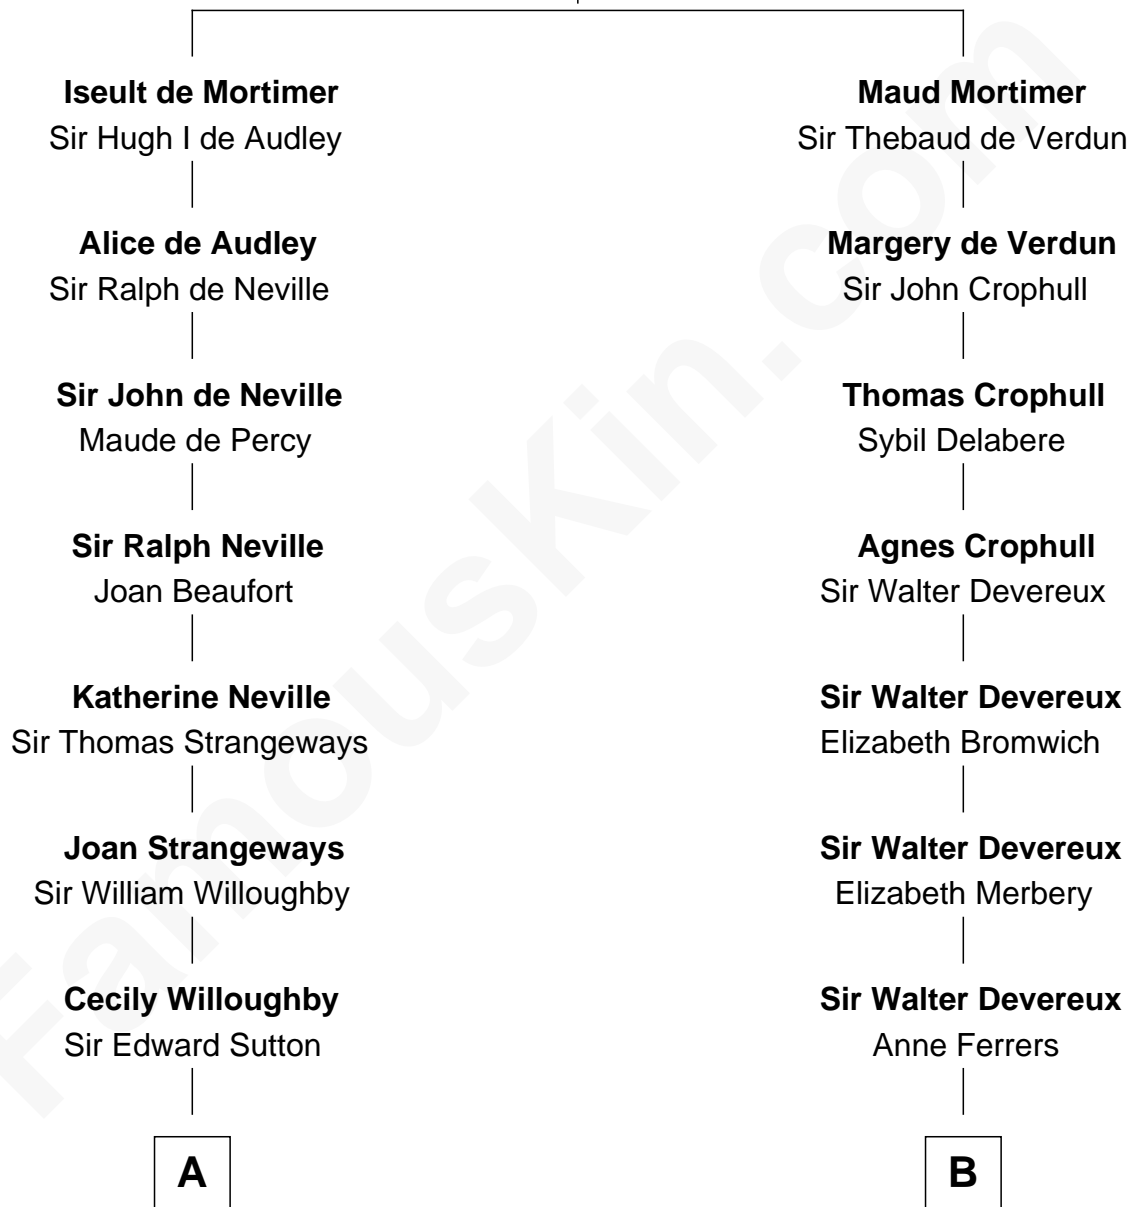 Iseult de Mortimer
Sir Hugh I de Audley
Alice de Audley
Sir Ralph de Neville
Sir John de Neville
Maude de Percy
Sir Ralph Neville
Joan Beaufort
Katherine Neville
Sir Thomas Strangeways
Joan Strangeways
Sir William Willoughby
Cecily Willoughby
Sir Edward Sutton
A
Maud Mortimer
Sir Thebaud de Verdun
Margery de Verdun
Sir John Crophull
Thomas Crophull
Sybil Delabere
Agnes Crophull
Sir Walter Devereux
Sir Walter Devereux
Elizabeth Bromwich
Sir Walter Devereux
Elizabeth Merbery
Sir Walter Devereux
Anne Ferrers
B
FamousKin.com